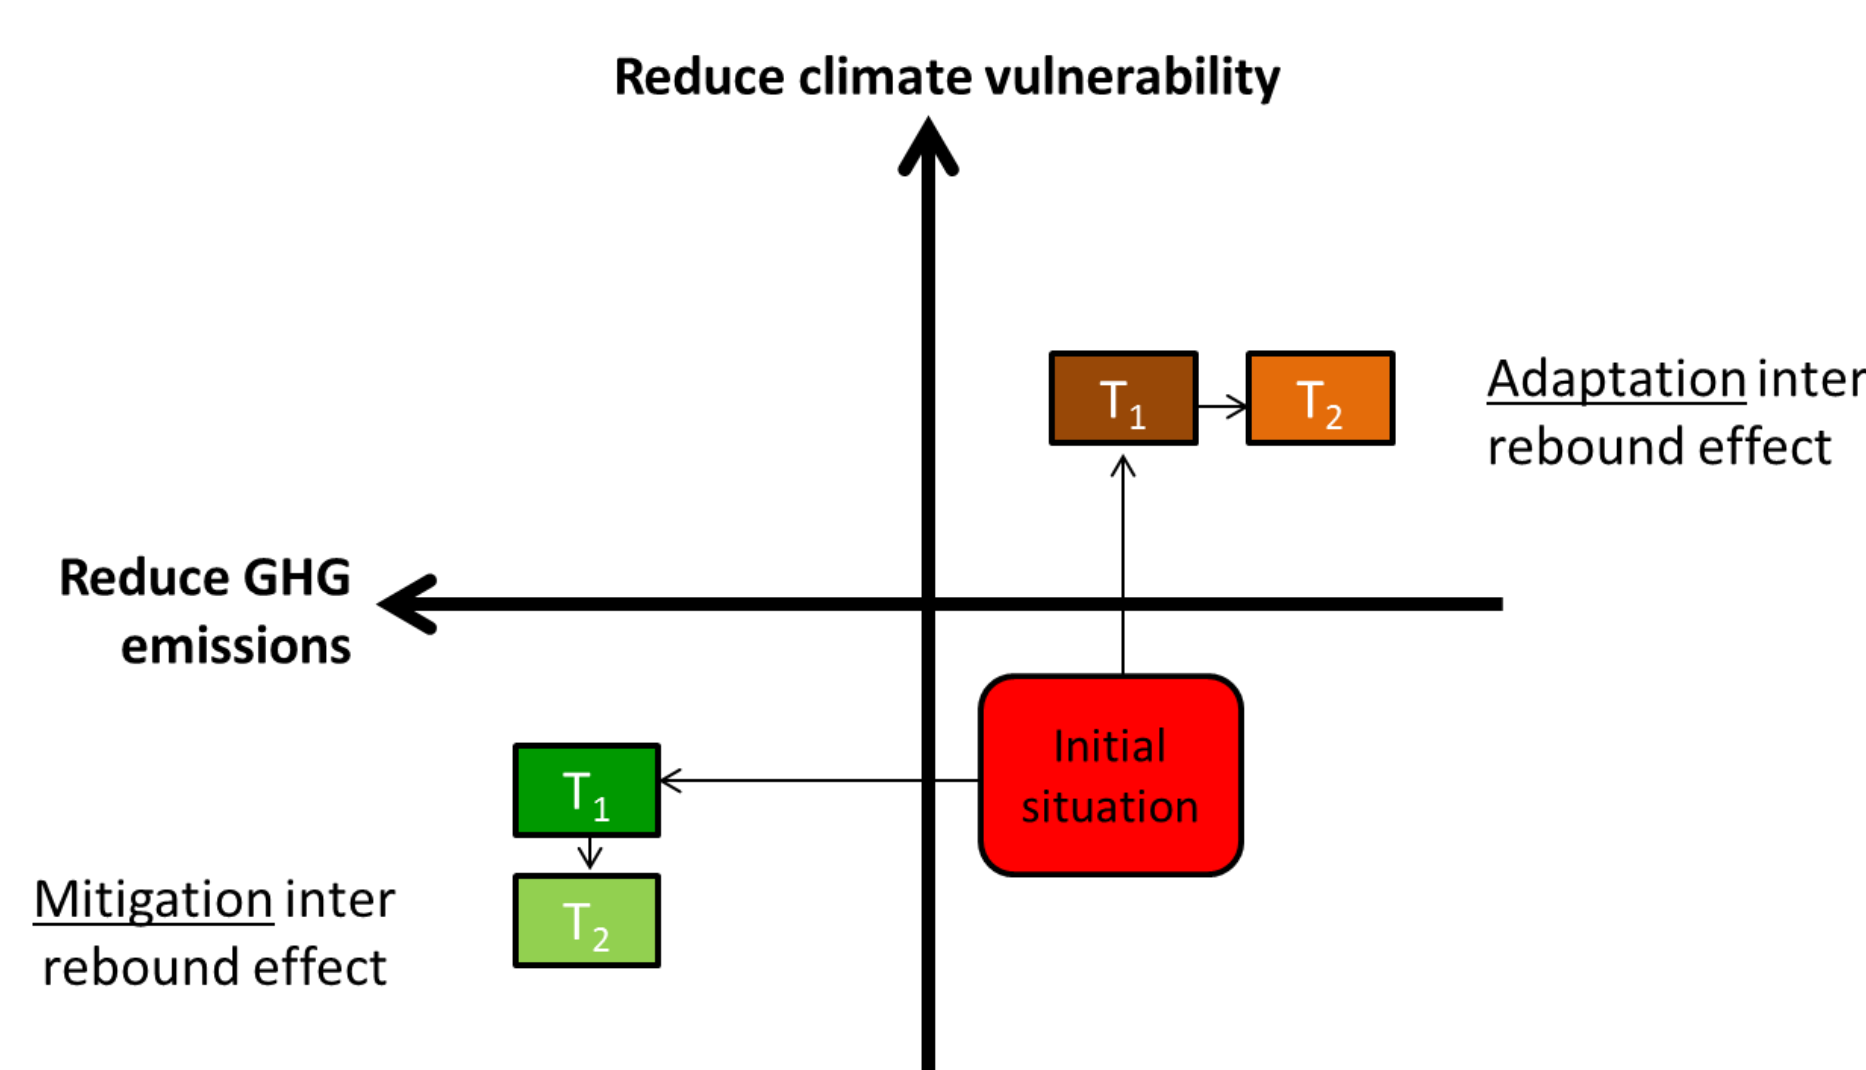 Reduce climate vulnerability
T1
T2
Adaptation inter
rebound effect
Reduce GHG
emissions
Initial
situation
T1
T2
Mitigation inter
rebound effect